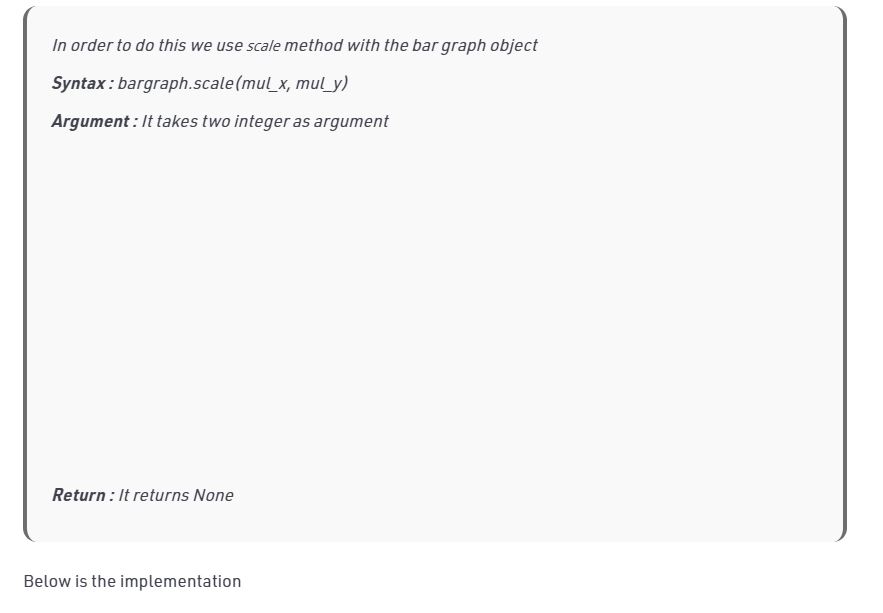 In order to do this we use scale method with the bar graph object
Syntax : bargraph.scale(mul_x, mul_y)
Argument : It takes two integer as argument
Return : It returns None
Below is the implementation